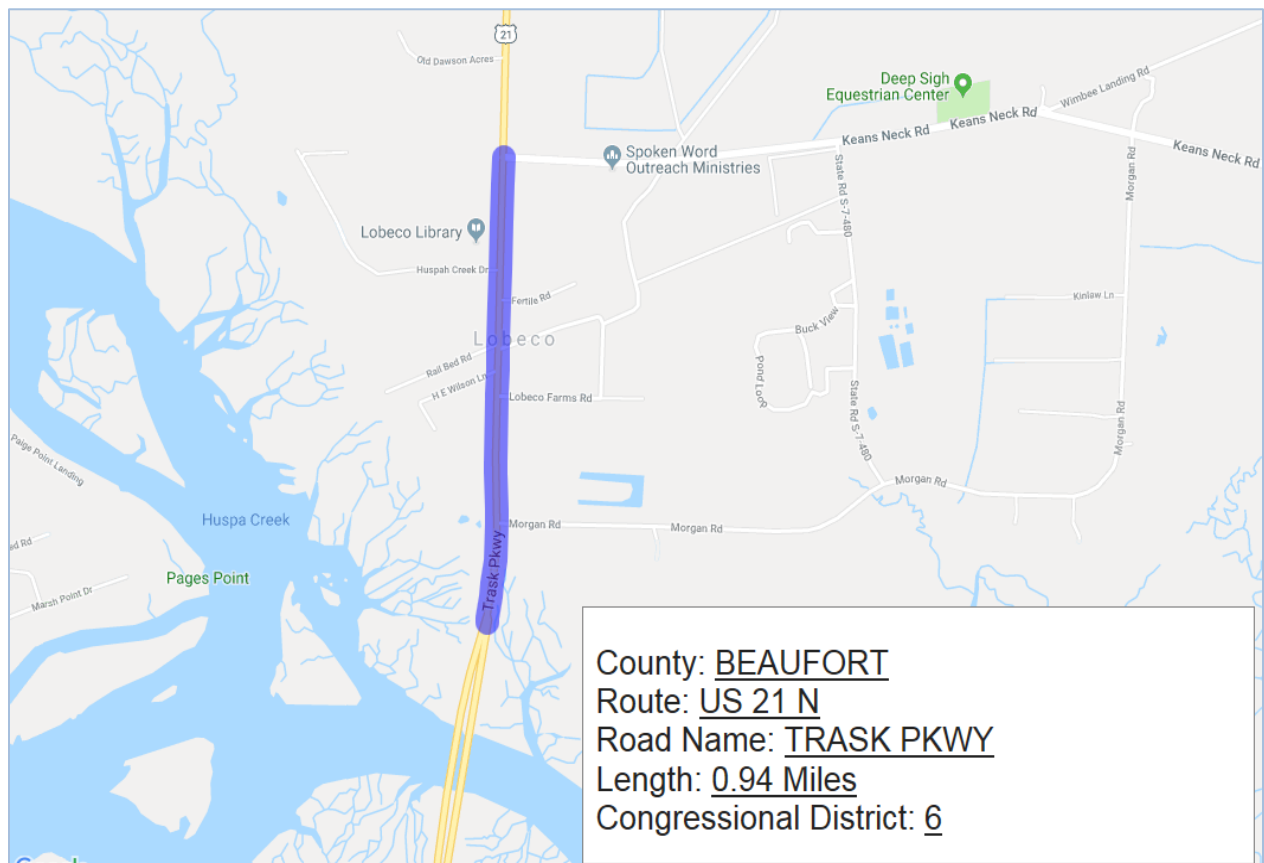 21
Old Dawson Acres
Deep Sigh
Equestrian Center
Wimbee Landing Rd
Keans Neck Rd
Keans Neck Rd
Keans Neck Rd
Spoken Word
Outreach Ministries
State Rd S-7-480
Morgan Rd
Lobeco Library
Huspah Creek Dr
Fertile Rd
Kinlaw Ln
Lobeco
Buck View
Rail Bed Rd
H E Wilson Ln
Pond Loop
Lobeco Farms Rd
State Rd S-7-480
Morgan Rd
Paige Point Landing
Morgan Rd
Huspa Creek
Morgan Rd
Morgan Rd
ed Rd
Pages Point
Trask Pkwy
Marsh Point Dr
County: BEAUFORT
Route: US 21 N
Road Name: TRASK PKWY
Length: 0.94 Miles
Congressional District: 6